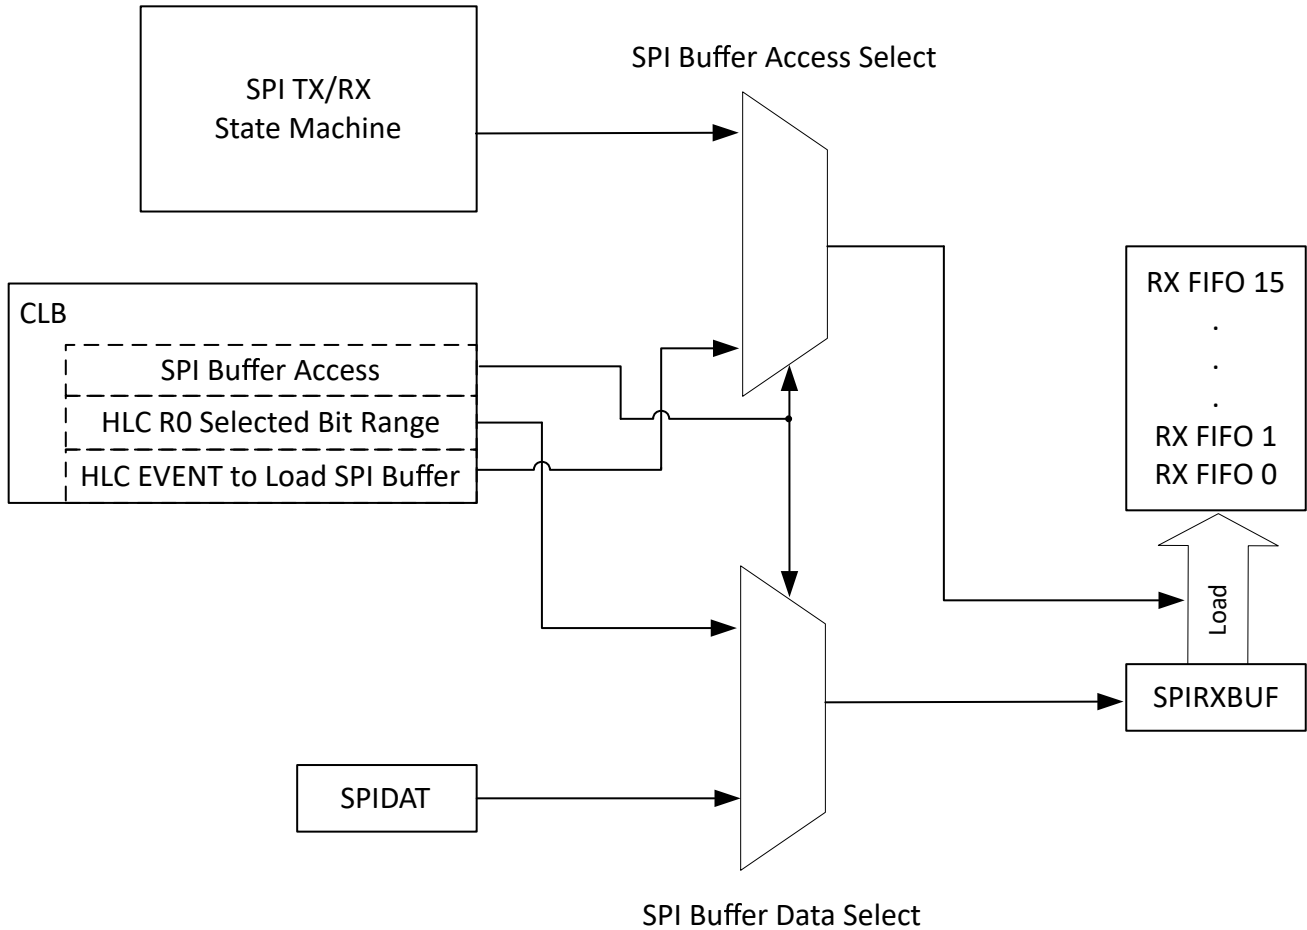 SPI Buffer Access Select
SPI TX/RX
State Machine
CLB
SPI Buffer Access
HLC R0 Selected Bit Range
HLC EVENT to Load SPI Buffer
RX FIFO 15
.
.
.
RX FIFO 1
RX FIFO 0
Load
SPIRXBUF
SPIDAT
SPI Buffer Data Select